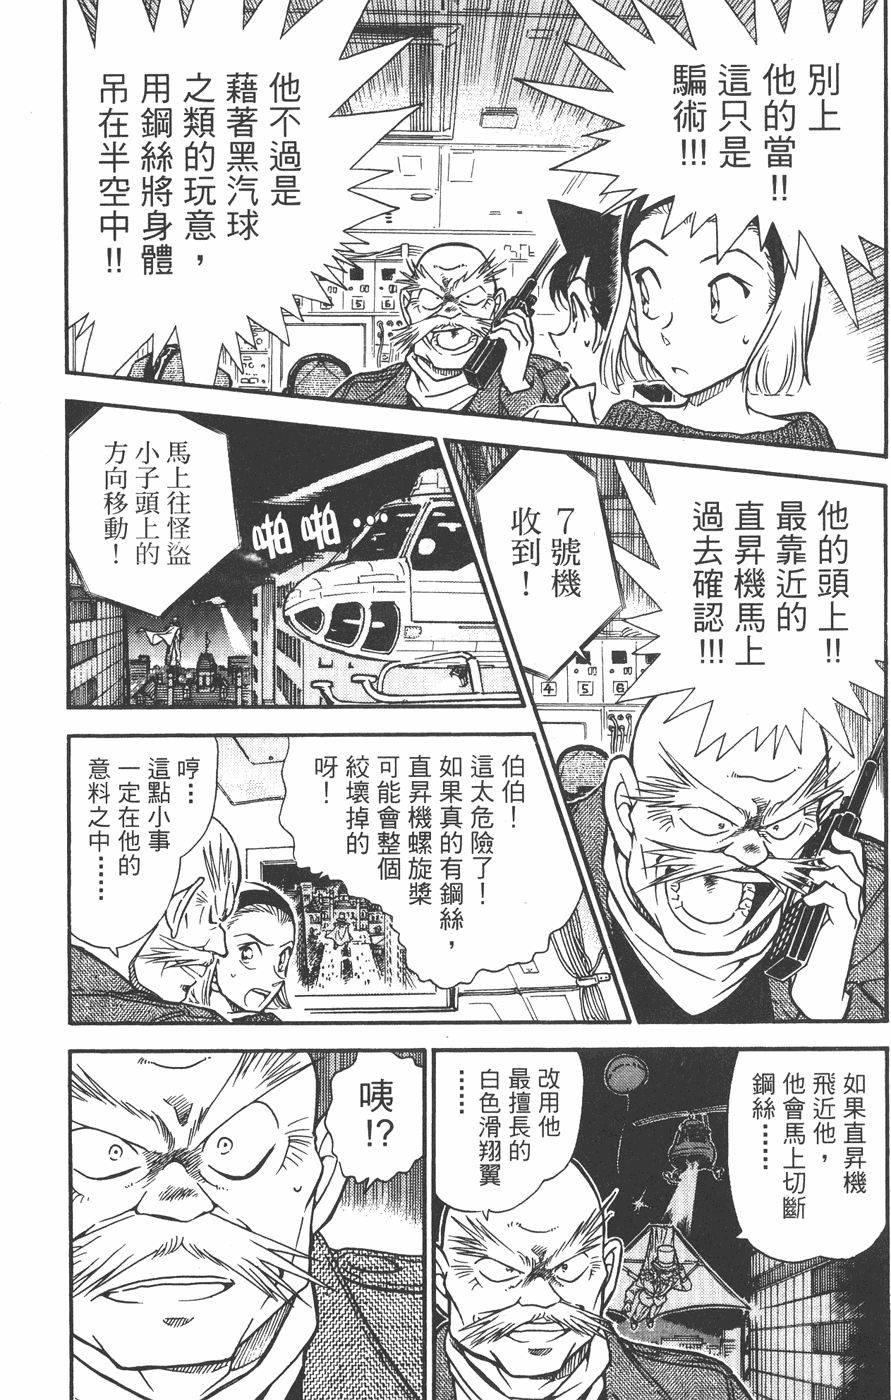 別上
他的當!!
這只是
騙術!!!
他不過是
藉著黑汽球
之類的玩意，
用鋼絲將身體
吊在半空中!!
他的頭上!!
最靠近的
直昇機馬上
過去確認!!!
7號機
收到！
啪啪…
馬上往怪盜
小子頭上的
方向移動！
伯伯！
這太危險了！
如果真的有鋼絲，
直昇機螺旋槳
可能會整個
絞壞掉的
呀！
哼…
這點小事
一定在他的
意料之中……
如果直昇機
飛近他，
他會馬上切斷
鋼絲……
改用他
最擅長的
白色滑翔翼
……
咦!?